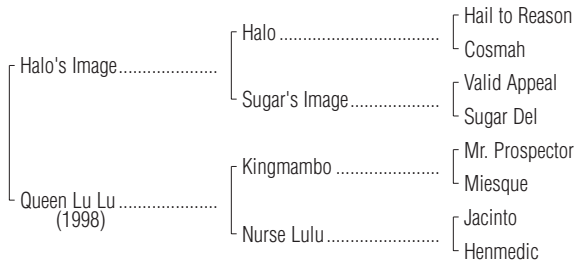 Hail to Reason
Halo ........................................
Cosmah
Halo's Image.........................
Valid Appeal
Sugar's Image......................
Sugar Del
Mr. Prospector
Kingmambo .........................
Miesque
Queen Lu Lu .........................
(1998)
Jacinto
Nurse Lulu ............................
Henmedic